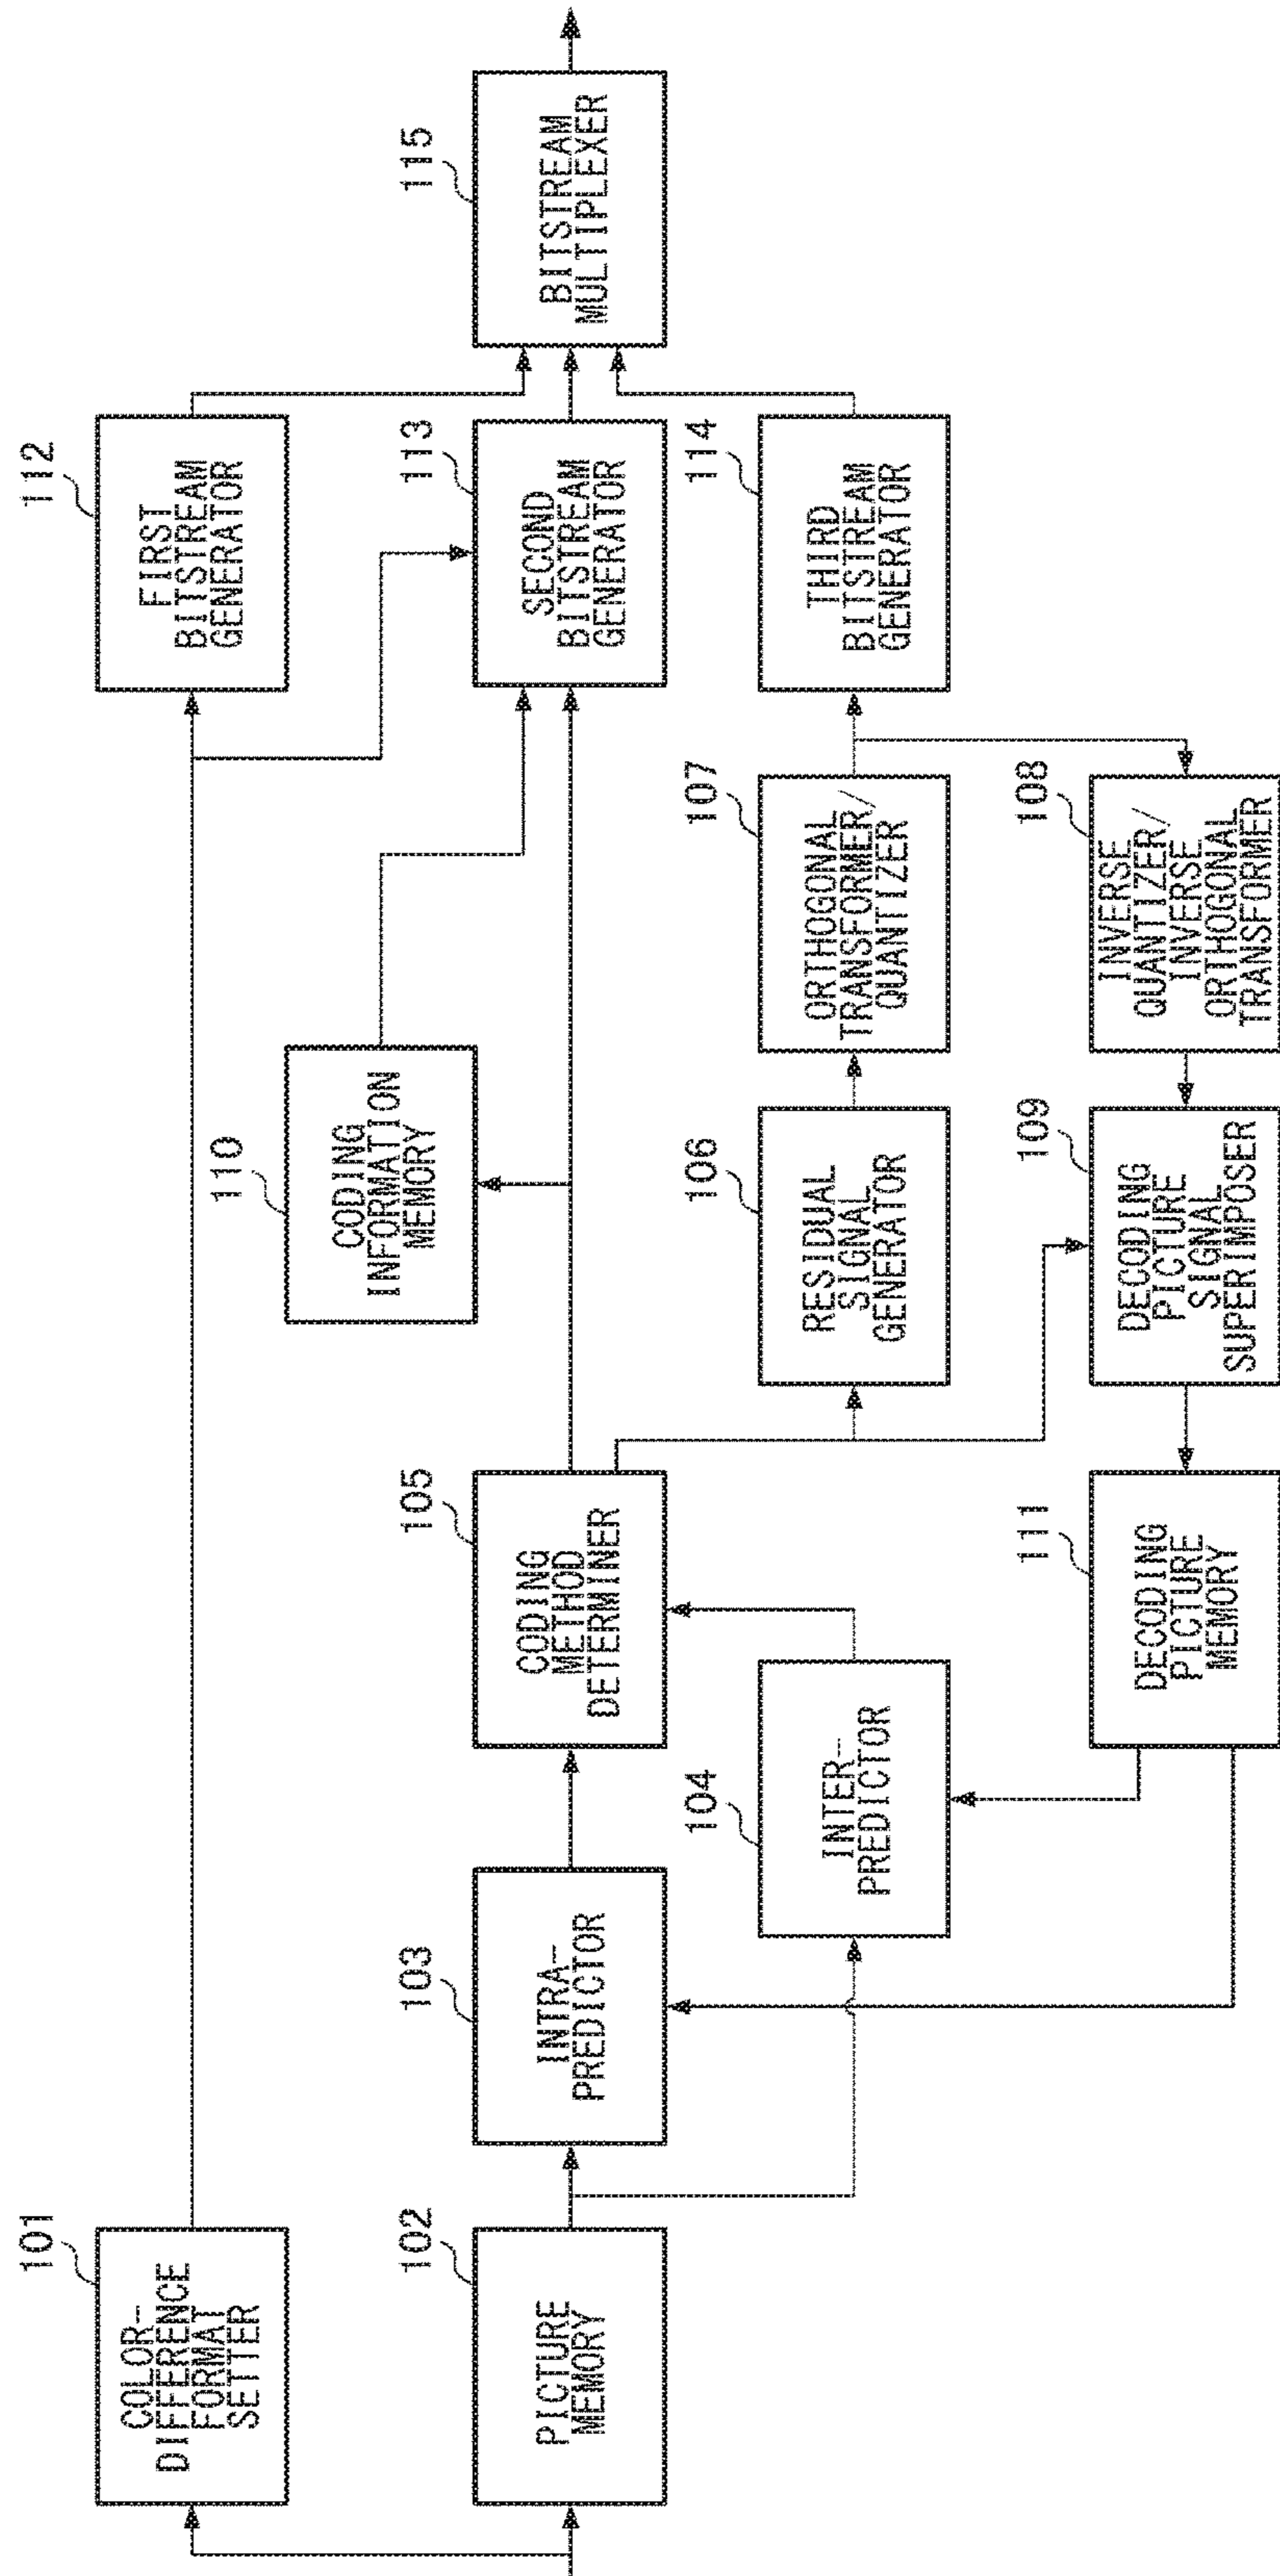 101
COLOR-
DIFFERENCE
FORMAT
SETTER
112
FIRST
BITSTREAM
GENERATOR
110
CODING
INFORMATION
MEMORY
102
PICTURE
MEMORY
103
INTRA-
PREDICTOR
105
CODING
METHOD
DETERMINER
113
SECOND
BITSTREAM
GENERATOR
115
BITSTREAM
MULTIPLEXER
104
INTER-
PREDICTOR
106
RESIDUAL
SIGNAL
GENERATOR
107
ORTHOGONAL
TRANSFORMER/
QUANTIZER
114
THIRD
BITSTREAM
GENERATOR
111
DECODING
PICTURE
MEMORY
109
DECODING
PICTURE
SIGNAL
SUPERIMPOSER
108
INVERSE
QUANTIZER/
INVERSE
ORTHOGONAL
TRANSFORMER